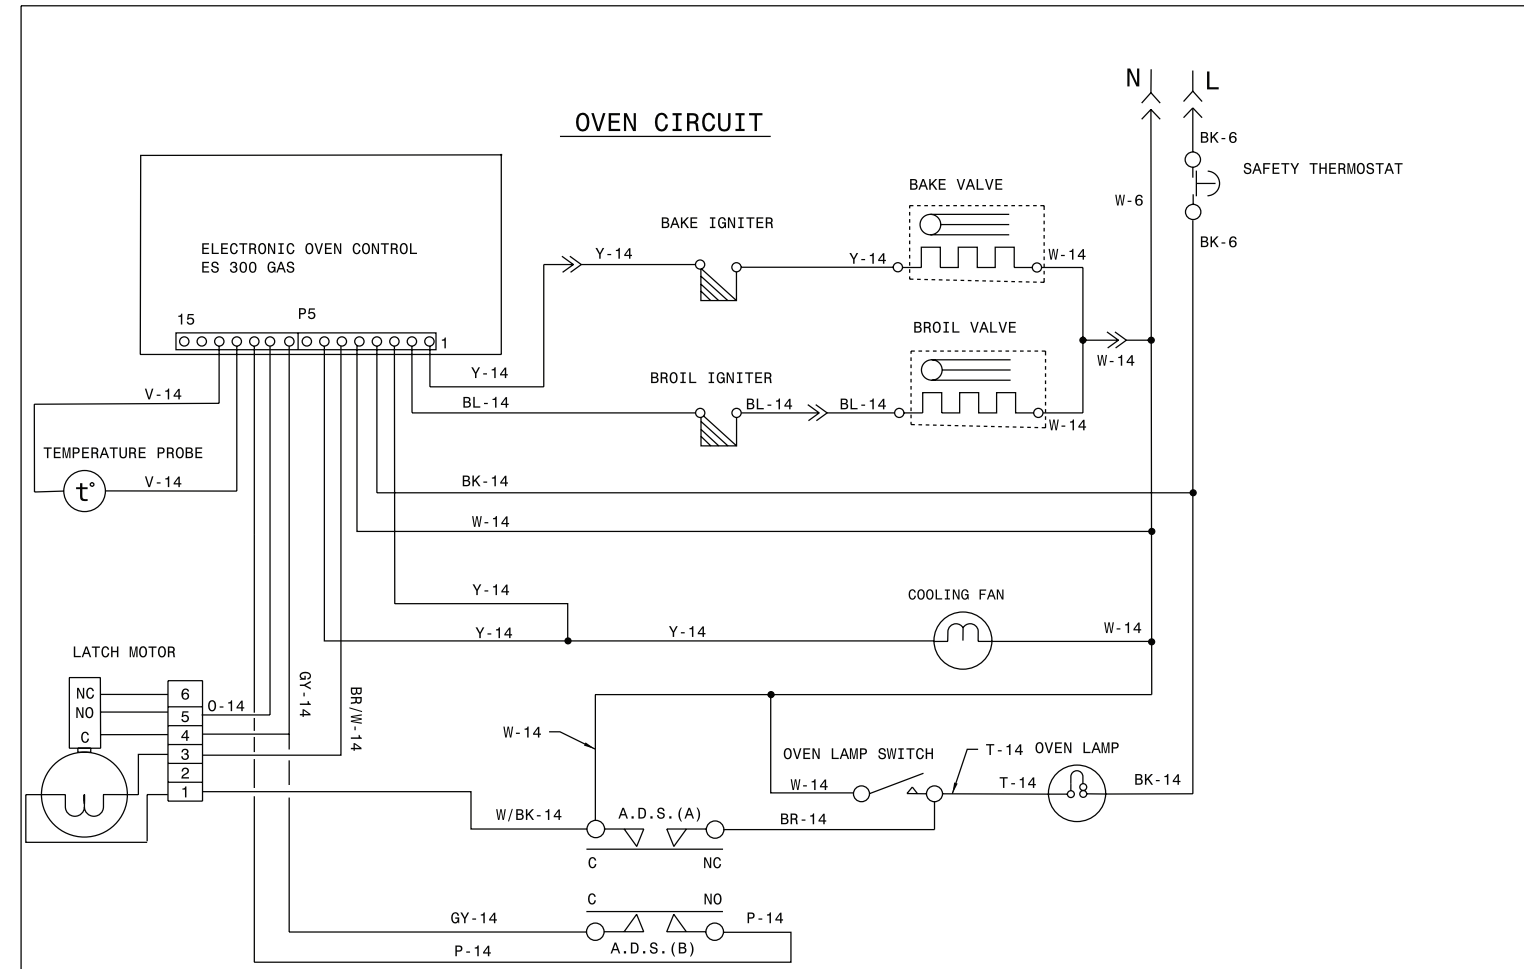 N
L
OVEN CIRCUIT
BK-6
SAFETY THERMOSTAT
BAKE VALVE
W-6
BAKE IGNITER
ELECTRONIC OVEN CONTROL
ES 300 GAS
Y-14
Y-14
W-14
BK-6
15
P5
1
BROIL VALVE
W-14
Y-14
BROIL IGNITER
V-14
BL-14
BL-14
BL-14
W-14
TEMPERATURE PROBE
t°
V-14
BK-14
W-14
Y-14
COOLING FAN
Y-14
Y-14
W-14
LATCH MOTOR
GY-14
BR/W-14
NC
NO
C
6
5
4
3
2
1
O-14
W-14
OVEN LAMP SWITCH
T-14
OVEN LAMP
W-14
T-14
BK-14
W/BK-14
A.D.S.(A)
BR-14
C
NC
C
NO
GY-14
P-14
P-14
A.D.S.(B)